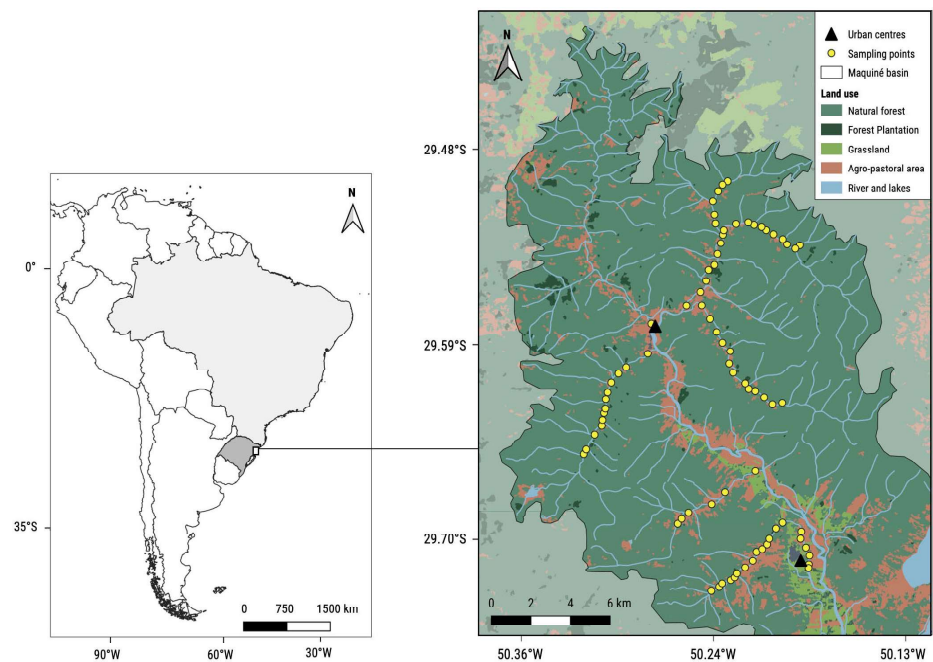 N
0°
35°S
0 750 1500 km
90°W
60°W
30°W
N
Urban centres
Sampling points
Maquiné basin
Land use
Natural forest
Forest Plantation
Grassland
Agro-pastoral area
River and lakes
29.48°S
29.59°S
29.70°S
0 2 4 6 km
50.36°W
50.24°W
50.13°W